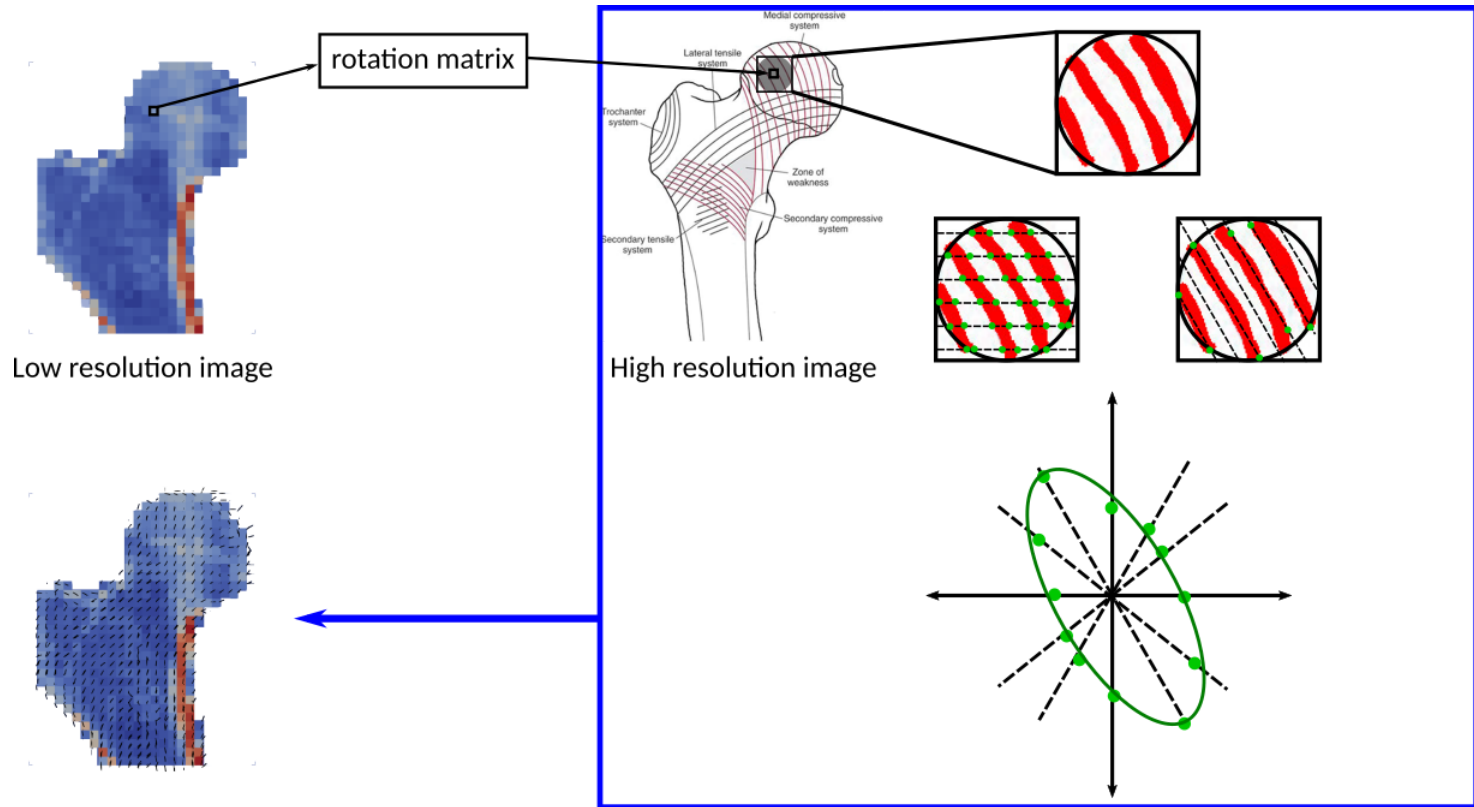 rotation matrix
Medial compressive
system
Lateral tensile
system
Trochanter
system
Zone of
weakness
Secondary compressive
system
Secondary tensile
system
Low resolution image
High resolution image